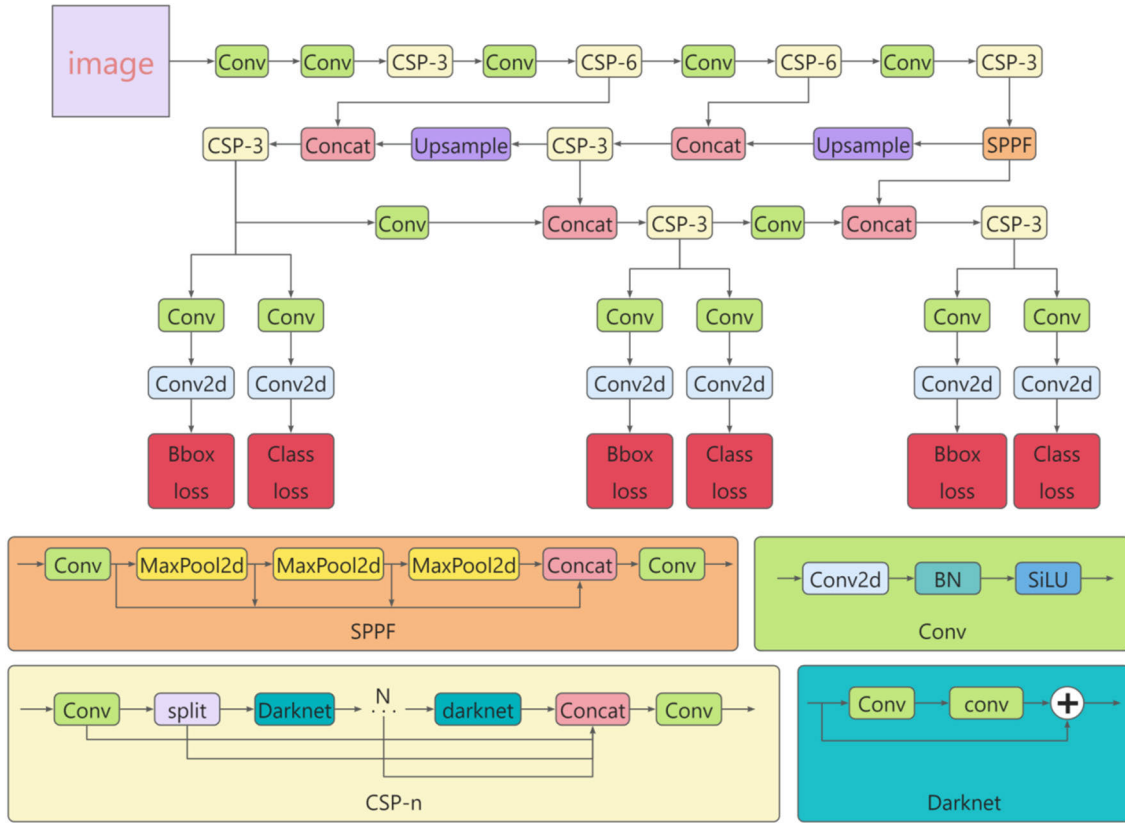 image
Conv
Conv
CSP-3
Conv
CSP-6
Conv
CSP-6
Conv
CSP-3
CSP-3
Concat
Upsample
CSP-3
Concat
Upsample
SPPF
Conv
Concat
CSP-3
Conv
Concat
CSP-3
Conv
Conv
Conv
Conv
Conv
Conv
Conv2d
Conv2d
Conv2d
Conv2d
Conv2d
Conv2d
Bbox
loss
Class
loss
Bbox
loss
Class
loss
Bbox
loss
Class
loss
Conv
MaxPool2d
MaxPool2d
MaxPool2d
Concat
Conv
SPPF
Conv2d
BN
SiLU
Conv
Conv
split
Darknet
N
...
darknet
Concat
Conv
CSP-n
Conv
conv
+
Darknet